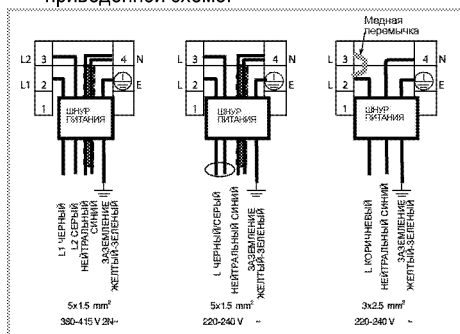 приведенной схеме.
Медная
перемычка
L2 3 4 N
L1 2 E
1
ШНУР
ПИТАНИЯ
L1 ЧЕРНЫЙ
L2 СЕРЫЙ
НЕЙТРАЛЬНЫЙ
СИНИЙ
ЗАЗЕМЛЕНИЕ
ЖЕЛТЫЙ-ЗЕЛЕНЫЙ
5x1.5 mm²
380-415 V 2N~
L 3 4 N
L 2 E
1
ШНУР
ПИТАНИЯ
L ЧЕРНЫЙ/СЕРЫЙ
НЕЙТРАЛЬНЫЙ СИНИЙ
ЗАЗЕМЛЕНИЕ
ЖЕЛТЫЙ-ЗЕЛЕНЫЙ
5x1.5 mm²
220-240 V ~
L 3 4 N
L 2 E
1
ШНУР
ПИТАНИЯ
L КОРИЧНЕВЫЙ
НЕЙТРАЛЬНЫЙ СИНИЙ
ЗАЗЕМЛЕНИЕ
ЖЕЛТЫЙ-ЗЕЛЕНЫЙ
3x2.5 mm²
220-240 V ~